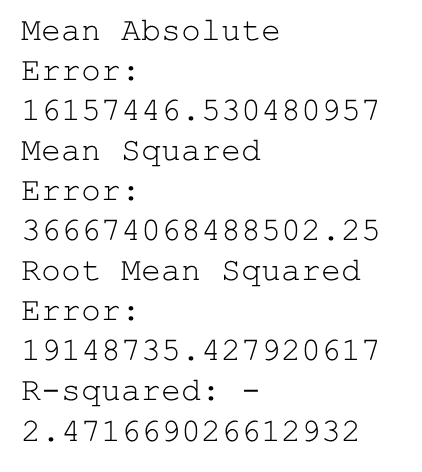 Mean Absolute
Error:
16157446.530480957
Mean Squared
Error:
366674068488502.25
Root Mean Squared
Error:
19148735.427920617
R-squared: -
2.471669026612932